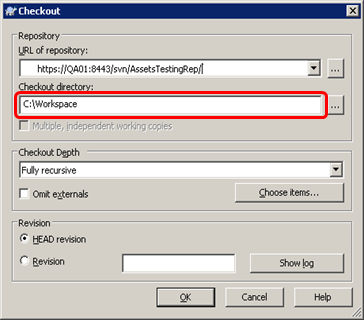 Checkout
Repository
URL of repository:
https://QA01:8443/svn/AssetsTestingRep/
...
Checkout directory:
C:\Workspace
...
Multiple, independent working copies
Checkout Depth
Fully recursive
Omit externals
Choose items...
Revision
HEAD revision
Revision
Show log
OK
Cancel
Help